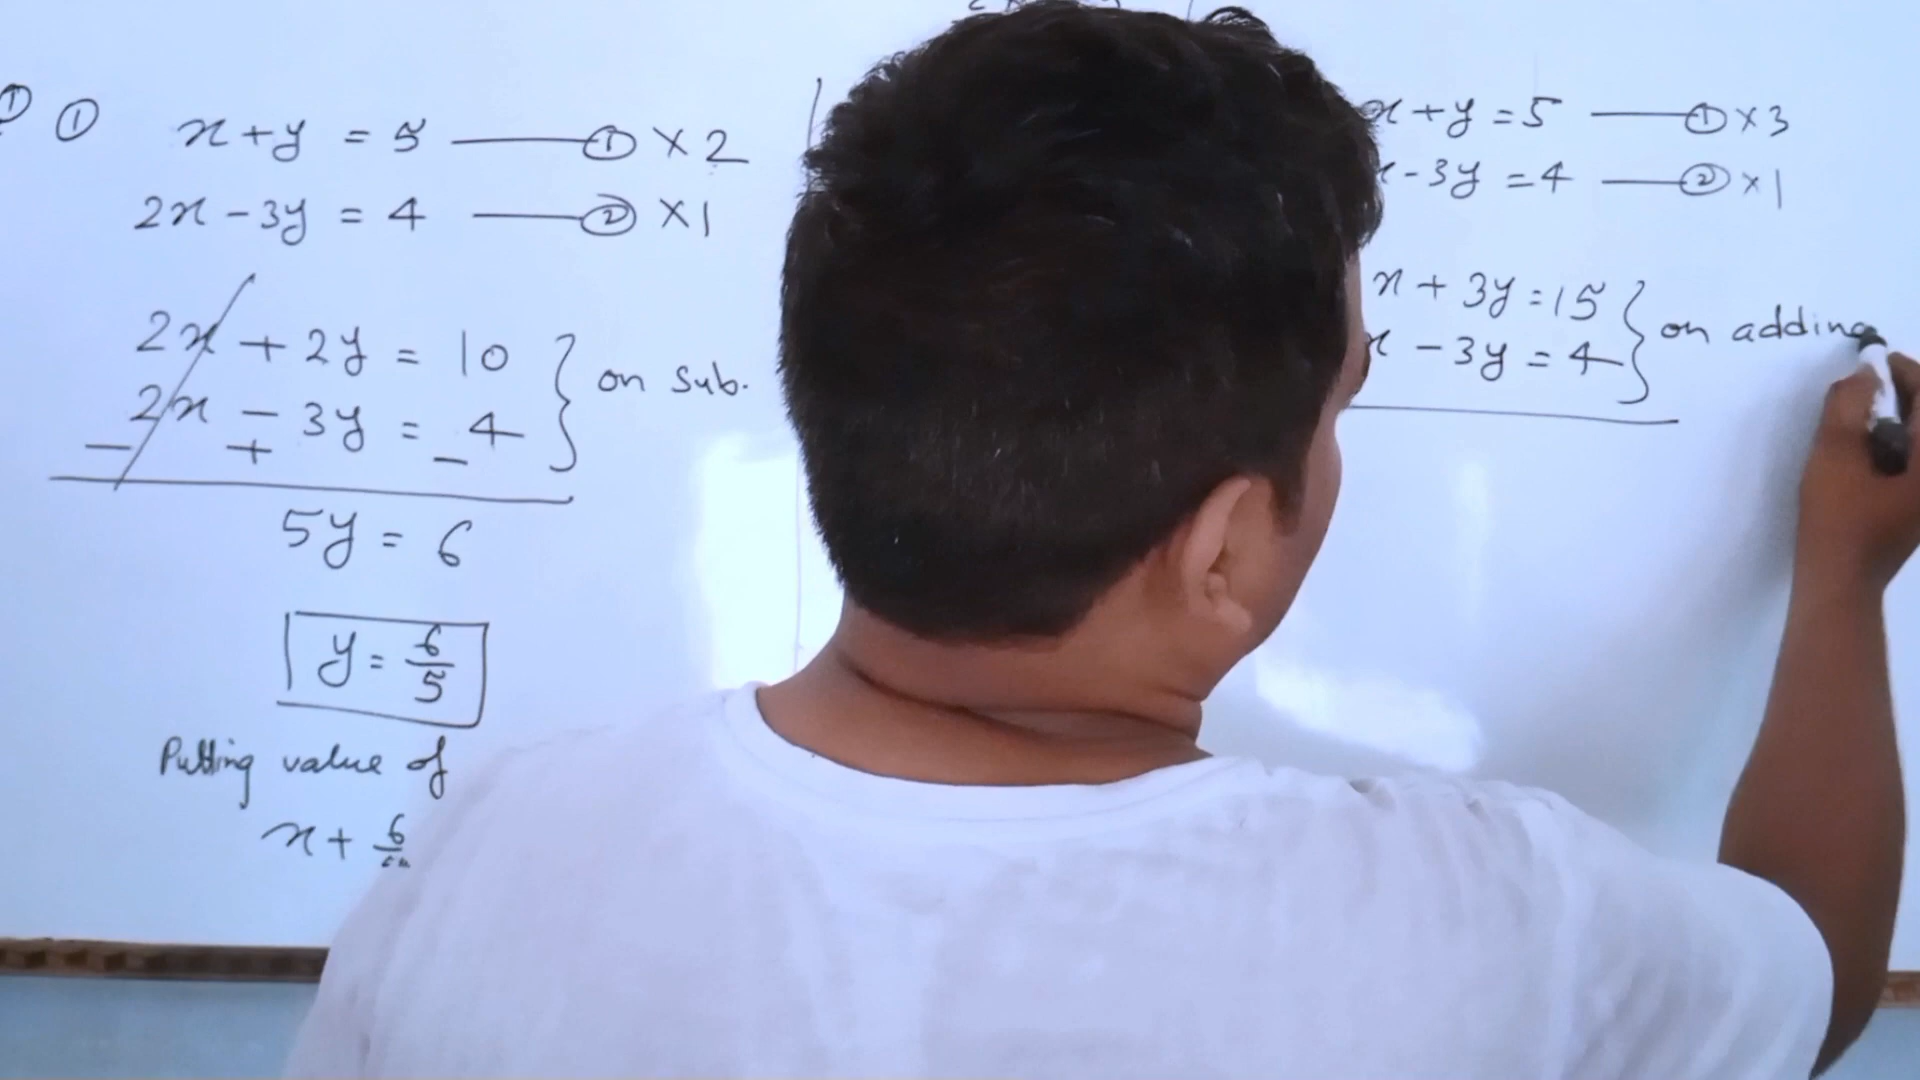 ① x + y = 5 —— ① × 2
2x - 3y = 4 —— ② × 1
2x + 2y = 10
2x - 3y = 4 } on sub.
- + -
5y = 6
y = 6/5
Putting value of
x + 6/
x + y = 5 —— ① × 3
- 3y = 4 —— ② × 1
x + 3y = 15
x - 3y = 4 } on adding